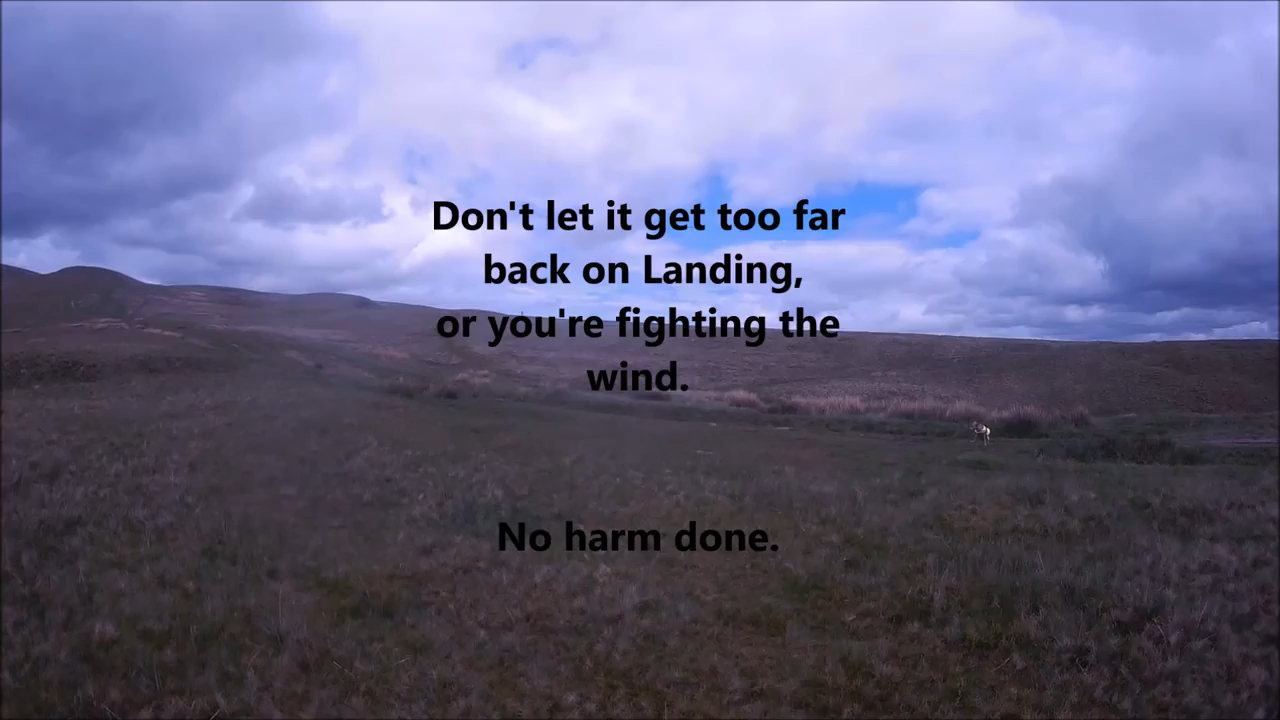 Don't let it get too far
back on Landing,
or you're fighting the
wind.
No harm done.